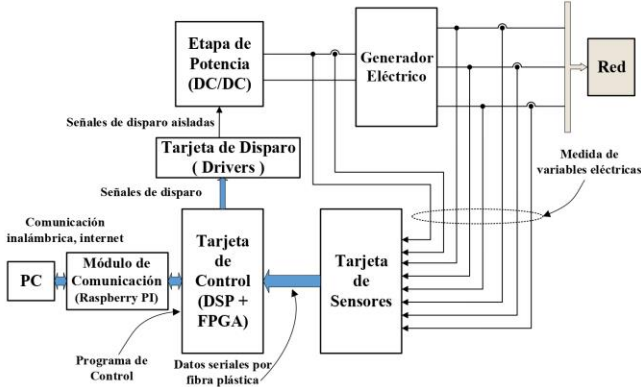 Etapa de
Potencia
(DC/DC)
Generador
Eléctrico
Red
Señales de disparo aisladas
Tarjeta de Disparo
( Drivers )
Medida de
variables eléctricas
Señales de disparo
Comunicación
inalámbrica, internet
PC
Módulo de
Comunicación
(Raspberry PI)
Tarjeta
de
Control
(DSP +
FPGA)
Tarjeta
de
Sensores
Programa de
Control
Datos seriales por
fibra plástica